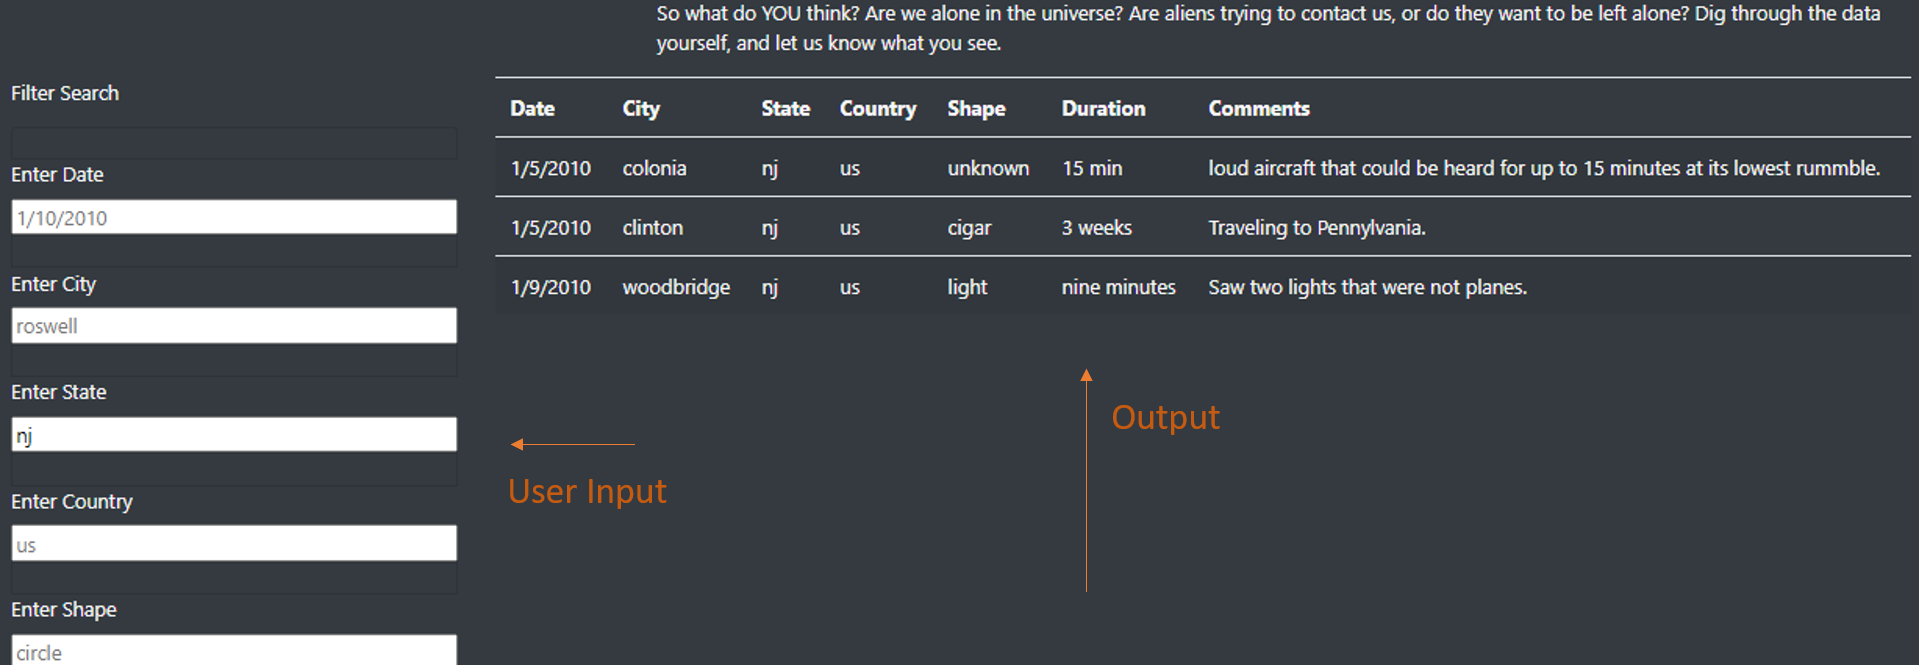 So what do YOU think? Are we alone in the universe? Are aliens trying to contact us, or do they want to be left alone? Dig through the data
yourself, and let us know what you see.
Filter Search
Enter Date
1/10/2010
Enter City
roswell
Enter State
nj
Enter Country
us
Enter Shape
circle
Date City State Country Shape Duration Comments
1/5/2010 colonia nj us unknown 15 min loud aircraft that could be heard for up to 15 minutes at its lowest rummble.
1/5/2010 clinton nj us cigar 3 weeks Traveling to Pennylvania.
1/9/2010 woodbridge nj us light nine minutes Saw two lights that were not planes.
Output
User Input